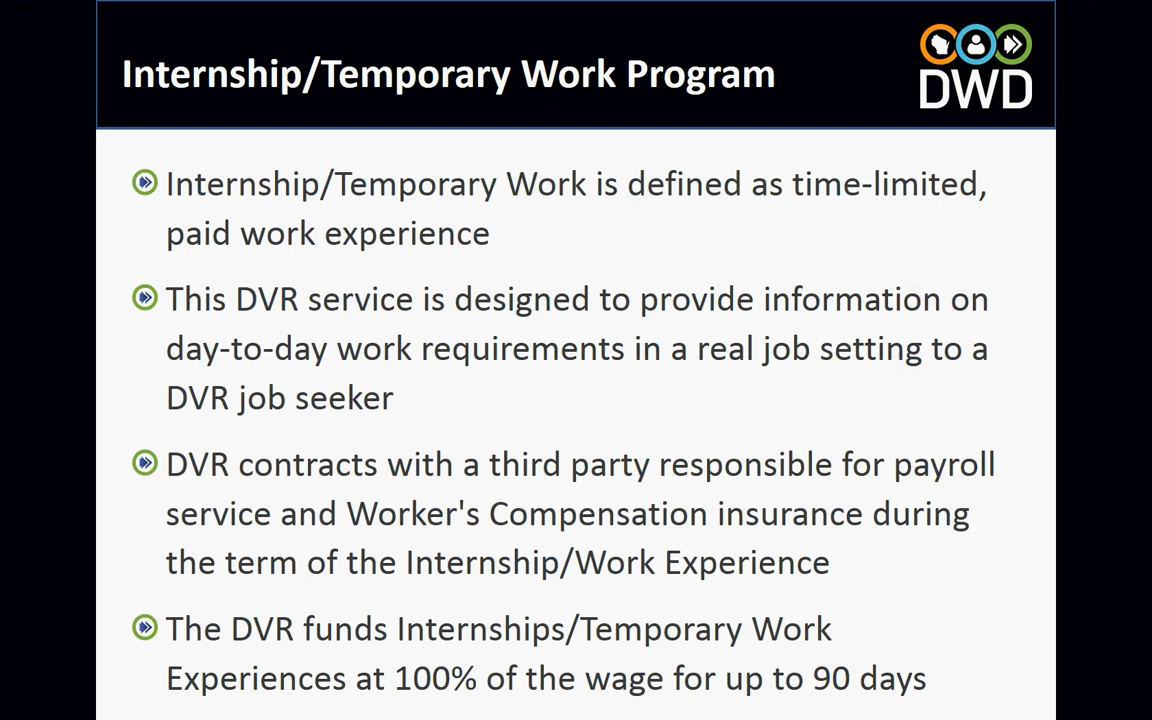 Internship/Temporary Work Program
DWD
Internship/Temporary Work is defined as time-limited,
paid work experience
This DVR service is designed to provide information on
day-to-day work requirements in a real job setting to a
DVR job seeker
DVR contracts with a third party responsible for payroll
service and Worker's Compensation insurance during
the term of the Internship/Work Experience
The DVR funds Internships/Temporary Work
Experiences at 100% of the wage for up to 90 days